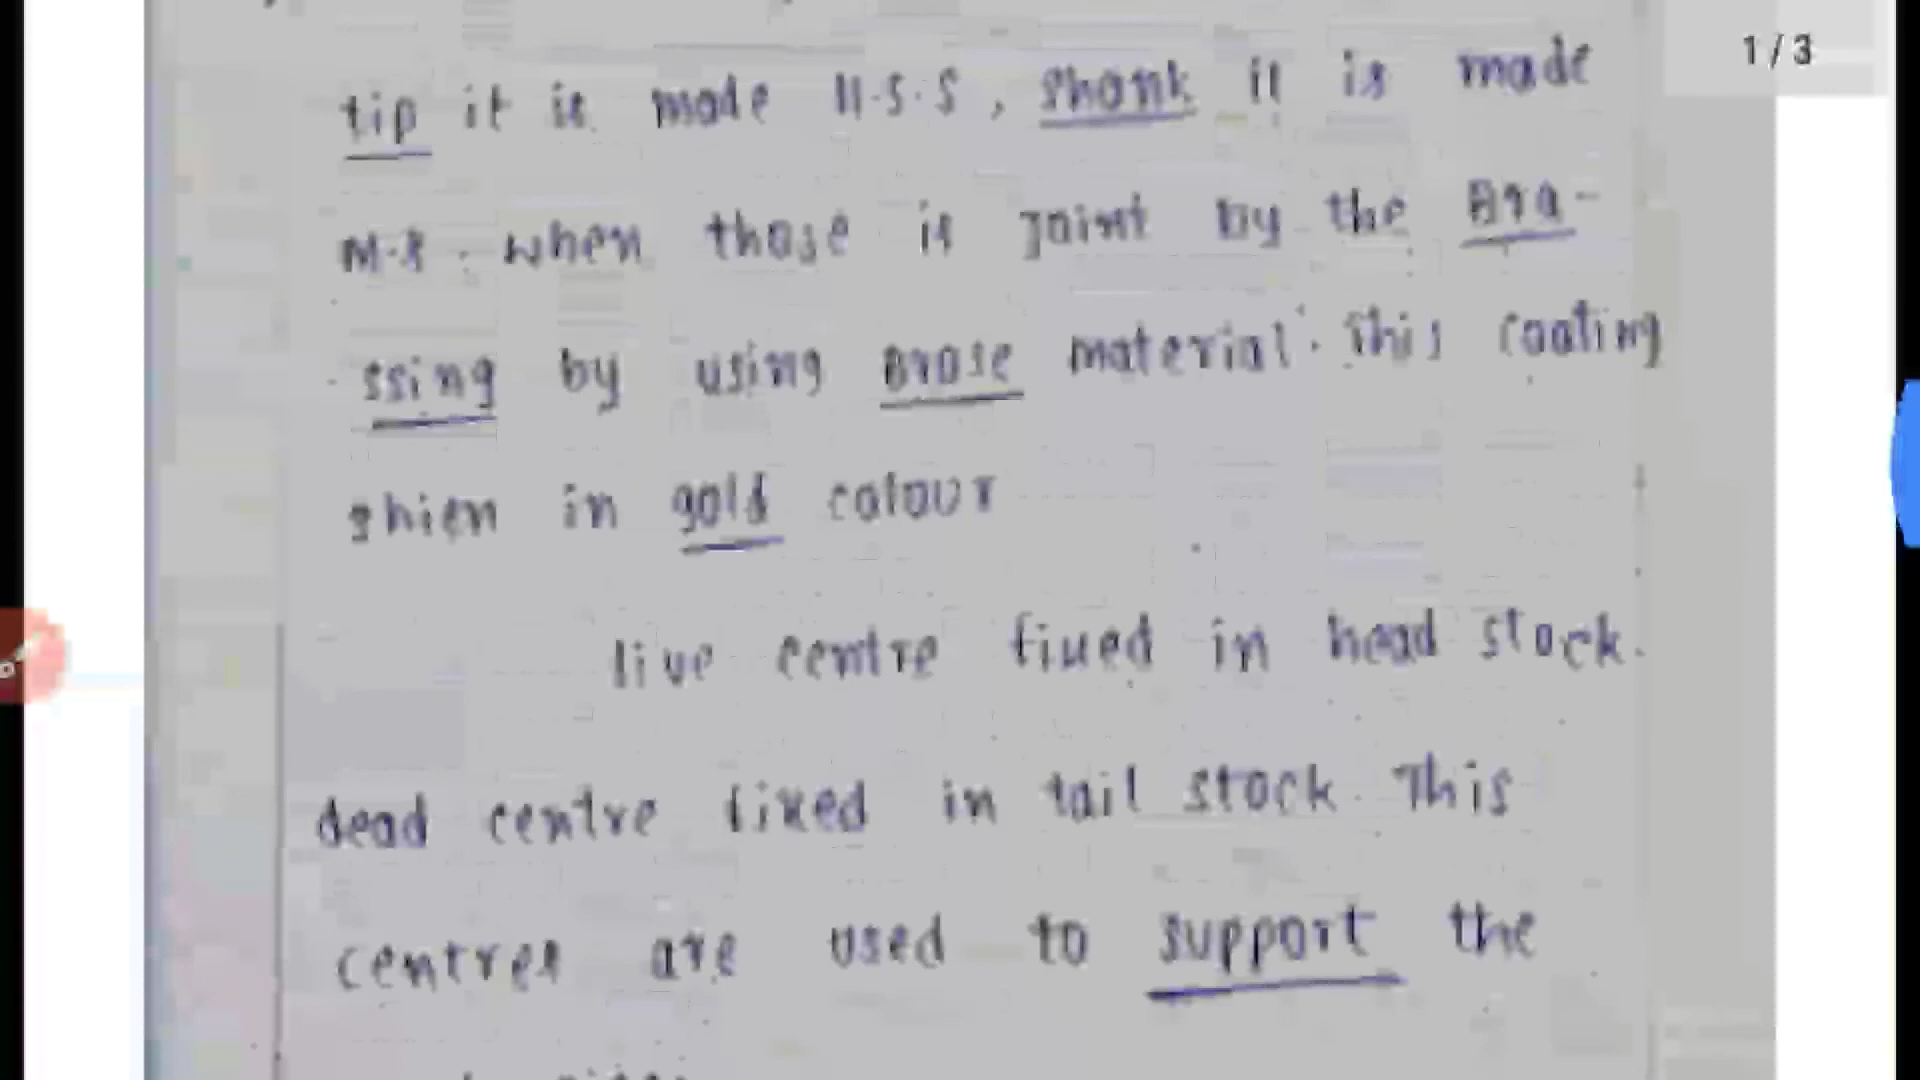 1 / 3
tip it is made H.S.S, shank it is made
M.S. when those is joint by the Bra-
-ssing by using Brase material. This coating
shien in gold colour
live centre fixed in head stock.
dead centre fixed in tail stock. This
centres are used to support the